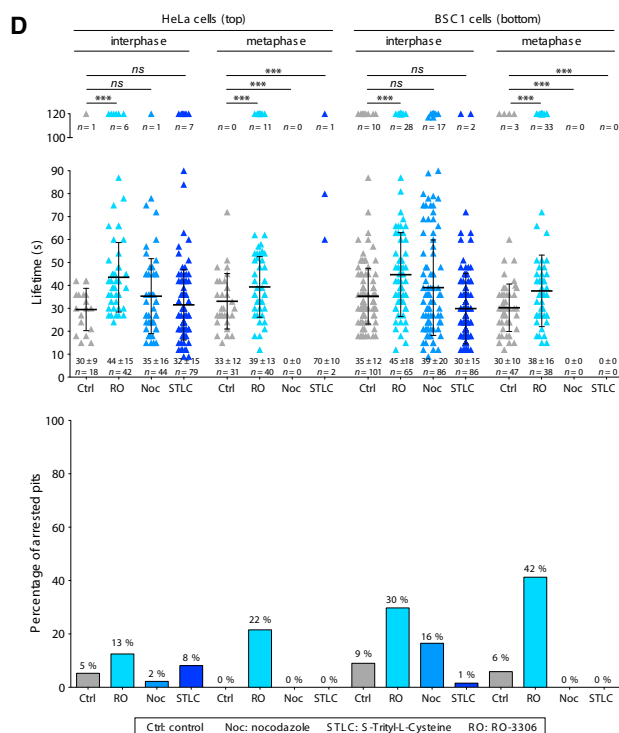 D
HeLa cells (top) BSC1 cells (bottom)
interphase metaphase interphase metaphase
ns *** ns ***
ns *** ns ***
*** *** *** ***
120
n = 1 n = 6 n = 1 n = 7 n = 0 n = 11 n = 0 n = 1 n = 10 n = 28 n = 17 n = 2 n = 3 n = 33 n = 0 n = 0
100
Lifetime (s)
90
80
70
60
50
40
30
20
10
0
30 ±9 44 ±15 35 ±16 32 ±15 33 ±12 39 ±13 0 ±0 70 ±10 35 ±12 45 ±18 39 ±20 30 ±15 30 ±10 38 ±16 0 ±0 0 ±0
n = 18 n = 42 n = 44 n = 79 n = 31 n = 40 n = 0 n = 2 n = 101 n = 65 n = 86 n = 86 n = 47 n = 38 n = 0 n = 0
Ctrl RO Noc STLC Ctrl RO Noc STLC Ctrl RO Noc STLC Ctrl RO Noc STLC
Percentage of arrested pits
100
80
60
40
20
0
5 % 13 % 2 % 8 % 0 % 22 % 0 % 0 % 9 % 30 % 16 % 1 % 6 % 42 % 0 % 0 %
Ctrl RO Noc STLC Ctrl RO Noc STLC Ctrl RO Noc STLC Ctrl RO Noc STLC
Ctrl: control Noc: nocodazole STLC: S-Trityl-L-Cysteine RO: RO-3306